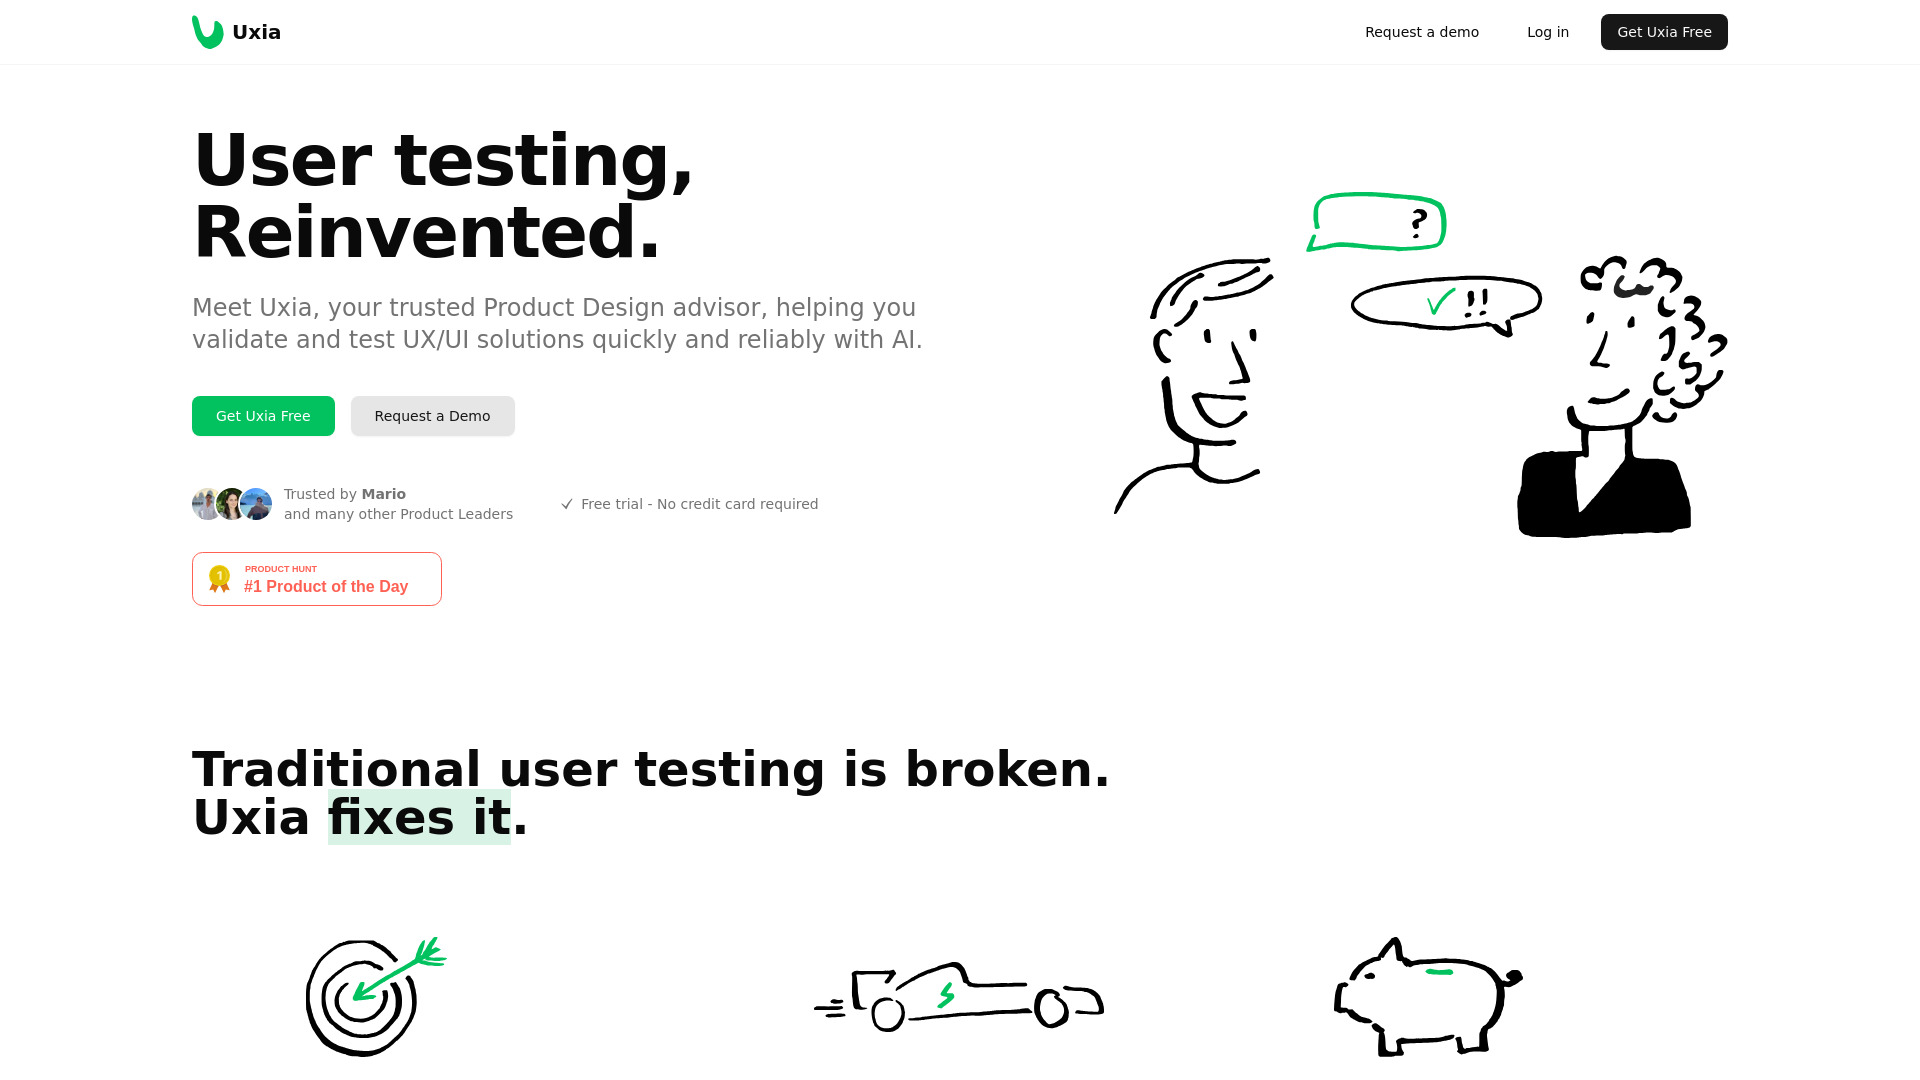 Uxia
Request a demo
Log in
Get Uxia Free
User testing,
Reinvented.
Meet Uxia, your trusted Product Design advisor, helping you
validate and test UX/UI solutions quickly and reliably with AI.
Get Uxia Free
Request a Demo
Trusted by Mario
and many other Product Leaders
✓ Free trial - No credit card required
1
PRODUCT HUNT
#1 Product of the Day
?
✓ !!
Traditional user testing is broken.
Uxia fixes it.